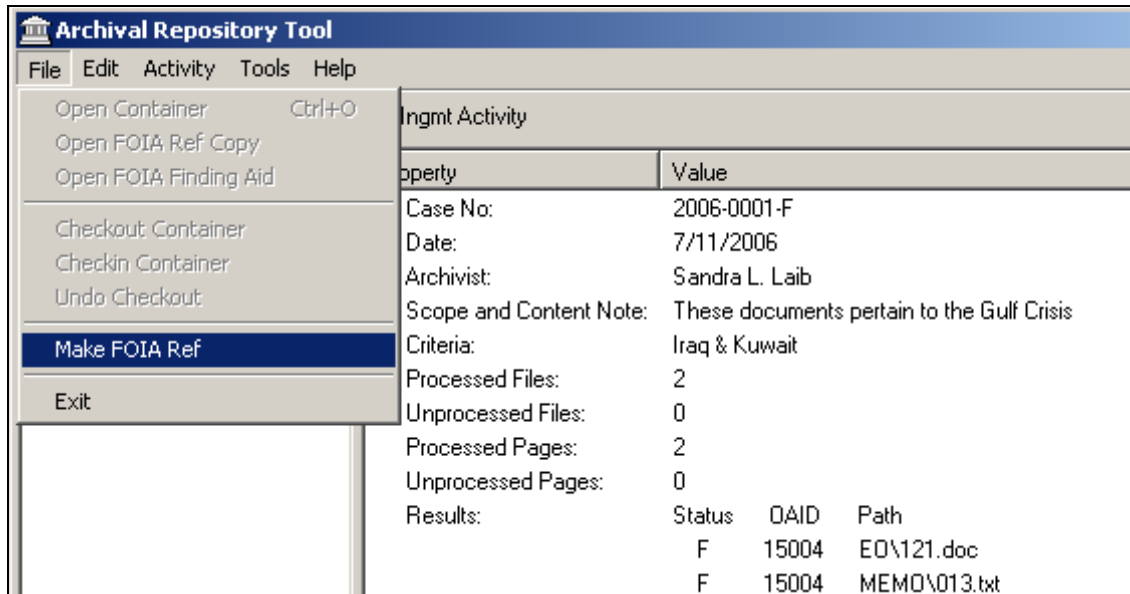 Archival Repository Tool
File Edit Activity Tools Help
Open Container Ctrl+O
Open FOIA Ref Copy
Open FOIA Finding Aid
Checkout Container
Checkin Container
Undo Checkout
Make FOIA Ref
Exit
mgmt Activity
operty Value
Case No: 2006-0001-F
Date: 7/11/2006
Archivist: Sandra L. Laib
Scope and Content Note: These documents pertain to the Gulf Crisis
Criteria: Iraq & Kuwait
Processed Files: 2
Unprocessed Files: 0
Processed Pages: 2
Unprocessed Pages: 0
Results: Status OAID Path
F 15004 EO\121.doc
F 15004 MEMO\013.txt